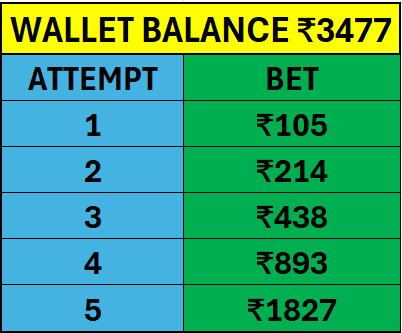 WALLET BALANCE ₹3477
ATTEMPT BET
1 ₹105
2 ₹214
3 ₹438
4 ₹893
5 ₹1827